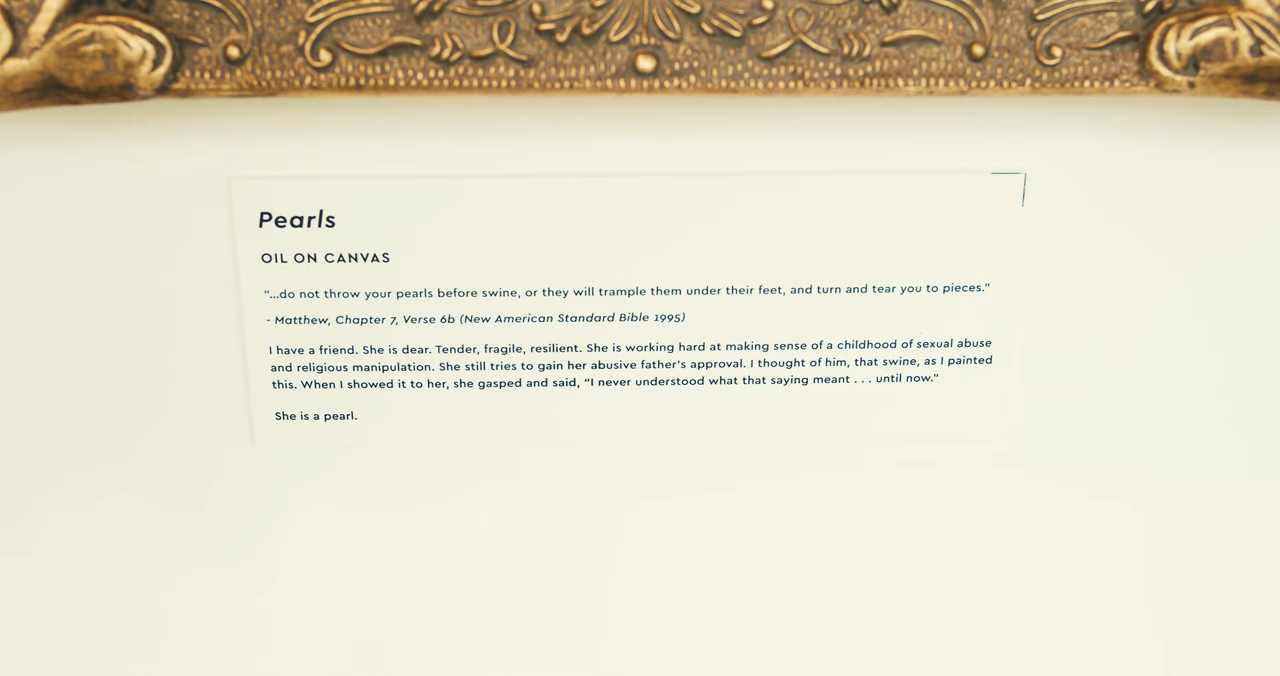 Pearls
OIL ON CANVAS
"...do not throw your pearls before swine, or they will trample them under their feet, and turn and tear you to pieces."
- Matthew, Chapter 7, Verse 6b (New American Standard Bible 1995)
I have a friend. She is dear. Tender, fragile, resilient. She is working hard at making sense of a childhood of sexual abuse
and religious manipulation. She still tries to gain her abusive father's approval. I thought of him, that swine, as I painted
this. When I showed it to her, she gasped and said, "I never understood what that saying meant . . . until now."
She is a pearl.